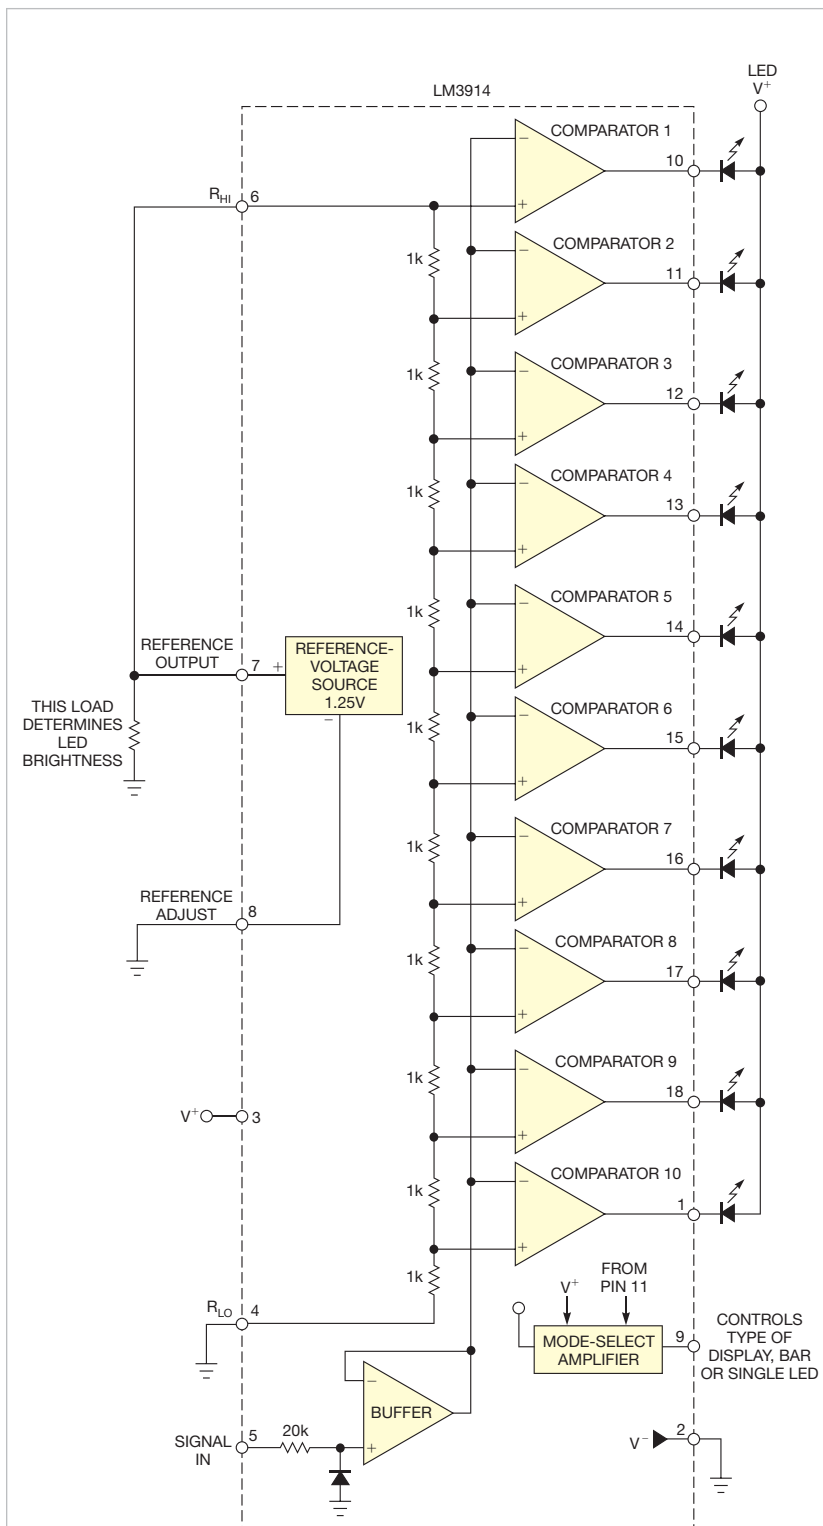 LED
V+
LM3914
COMPARATOR 1
−
10
RHI
6
+
COMPARATOR 2
−
1k
11
+
COMPARATOR 3
−
1k
12
+
COMPARATOR 4
−
1k
13
+
COMPARATOR 5
−
1k
14
REFERENCE
OUTPUT
7
+
REFERENCE-
VOLTAGE
SOURCE
1.25V
−
+
THIS LOAD
DETERMINES
LED
BRIGHTNESS
COMPARATOR 6
−
1k
15
+
COMPARATOR 7
−
1k
16
+
REFERENCE
ADJUST
8
COMPARATOR 8
−
1k
17
+
COMPARATOR 9
−
1k
18
V+
3
+
COMPARATOR 10
−
1k
1
+
1k
RLO
4
V+
FROM
PIN 11
MODE-SELECT
AMPLIFIER
9
CONTROLS
TYPE OF
DISPLAY, BAR
OR SINGLE LED
−
BUFFER
+
SIGNAL
IN
5
20k
V−
2